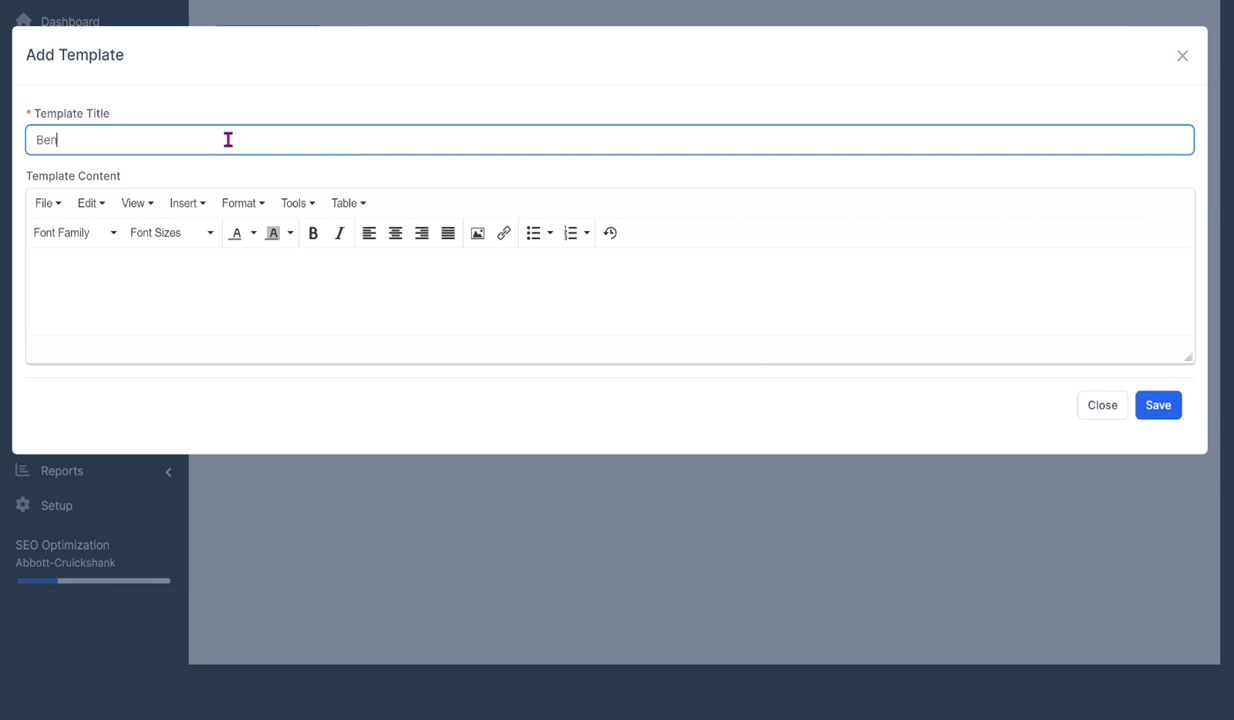 Dashboard
Add Template
* Template Title
Ben
Template Content
File Edit View Insert Format Tools Table
Font Family Font Sizes A A B I
Close Save
Reports
Setup
SEO Optimization
Abbott-Cruickshank